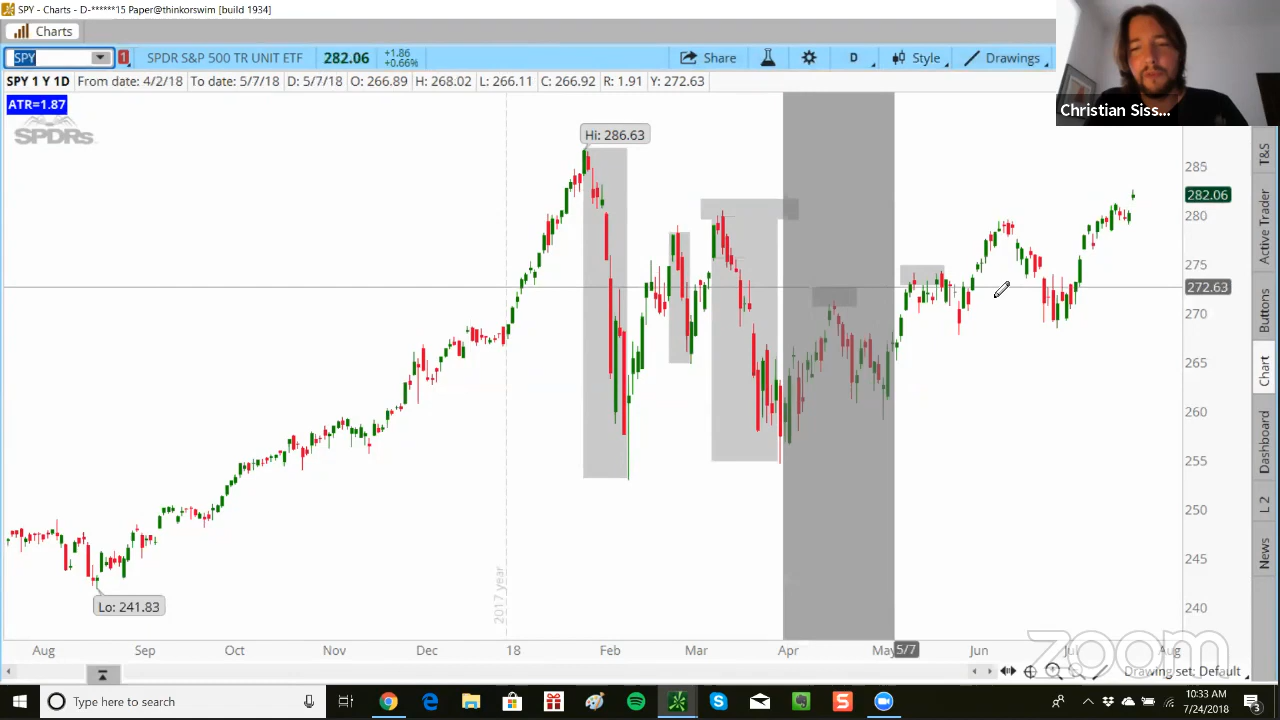 SPY - Charts - D-******15 Paper@thinkorswim [build 1934]
Charts
SPY 1 SPDR S&P 500 TR UNIT ETF 282.06 +1.86 +0.66% Share D Style Drawings
SPY 1 Y 1D From date: 4/2/18 To date: 5/7/18 D: 5/7/18 O: 266.89 H: 268.02 L: 266.11 C: 266.92 R: 1.91 Y: 272.63
ATR=1.87
SPDRs
Christian Siss...
Hi: 286.63
Lo: 241.83
2017 year
285
282.06
280
275
272.63
270
265
260
255
250
245
240
T&S
Active Trader
Buttons
Chart
Dashboard
L 2
News
Aug Sep Oct Nov Dec 18 Feb Mar Apr May 5/7 Jun Jul Aug
zoom
Drawing set: Default
Type here to search
10:33 AM
7/24/2018
3